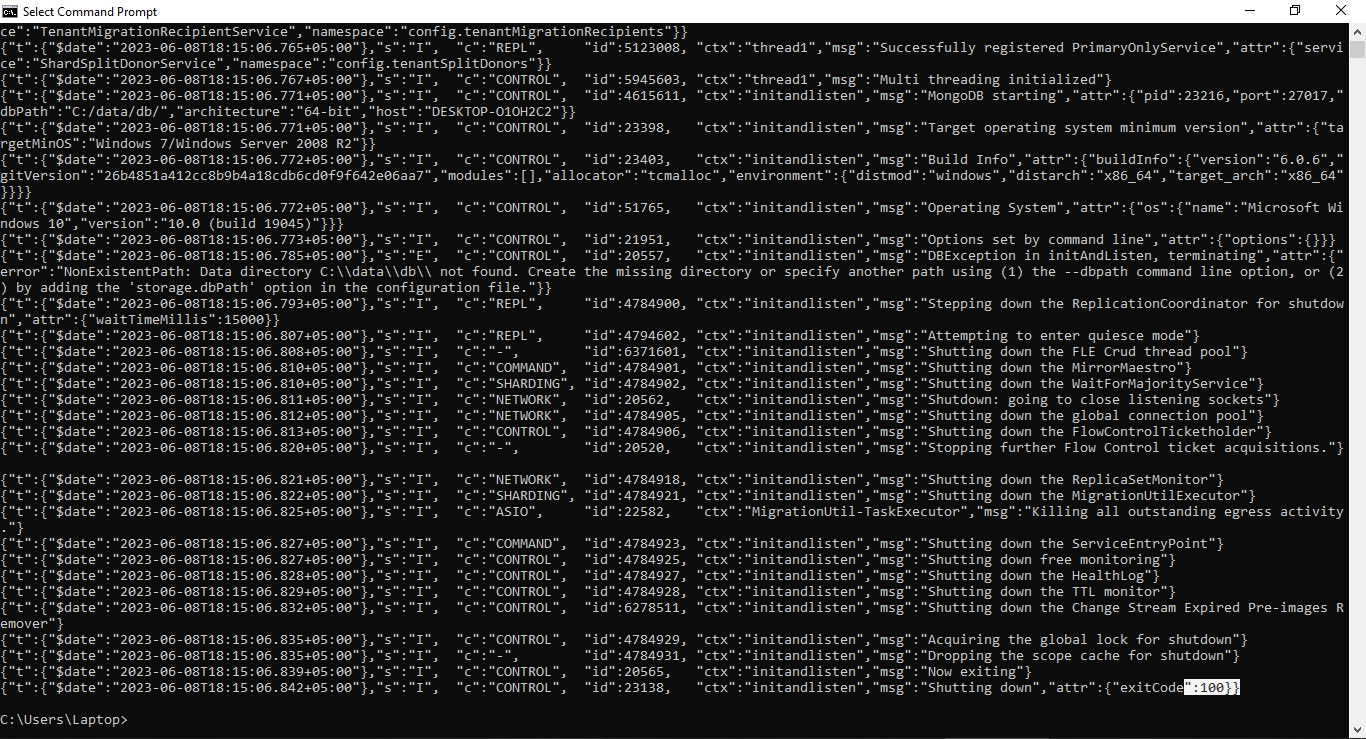 Select Command Prompt
ce":"TenantMigrationRecipientService","namespace":"config.tenantMigrationRecipients"}}
{"t":{"$date":"2023-06-08T18:15:06.765+05:00"},"s":"I",  "c":"REPL",     "id":5123008, "ctx":"thread1","msg":"Successfully registered PrimaryOnlyService","attr":{"servi
ce":"ShardSplitDonorService","namespace":"config.tenantSplitDonors"}}
{"t":{"$date":"2023-06-08T18:15:06.767+05:00"},"s":"I",  "c":"CONTROL",  "id":5945603, "ctx":"thread1","msg":"Multi threading initialized"}
{"t":{"$date":"2023-06-08T18:15:06.771+05:00"},"s":"I",  "c":"CONTROL",  "id":4615611, "ctx":"initandlisten","msg":"MongoDB starting","attr":{"pid":23216,"port":27017,"
dbPath":"C:/data/db/","architecture":"64-bit","host":"DESKTOP-O1OH2C2"}}
{"t":{"$date":"2023-06-08T18:15:06.771+05:00"},"s":"I",  "c":"CONTROL",  "id":23398,   "ctx":"initandlisten","msg":"Target operating system minimum version","attr":{"ta
rgetMinOS":"Windows 7/Windows Server 2008 R2"}}
{"t":{"$date":"2023-06-08T18:15:06.772+05:00"},"s":"I",  "c":"CONTROL",  "id":23403,   "ctx":"initandlisten","msg":"Build Info","attr":{"buildInfo":{"version":"6.0.6","
gitVersion":"26b4851a412cc8b9b4a18cdb6cd0f9f642e06aa7","modules":[],"allocator":"tcmalloc","environment":{"distmod":"windows","distarch":"x86_64","target_arch":"x86_64"
}}}}
{"t":{"$date":"2023-06-08T18:15:06.772+05:00"},"s":"I",  "c":"CONTROL",  "id":51765,   "ctx":"initandlisten","msg":"Operating System","attr":{"os":{"name":"Microsoft Wi
ndows 10","version":"10.0 (build 19045)"}}}
{"t":{"$date":"2023-06-08T18:15:06.773+05:00"},"s":"I",  "c":"CONTROL",  "id":21951,   "ctx":"initandlisten","msg":"Options set by command line","attr":{"options":{}}}
{"t":{"$date":"2023-06-08T18:15:06.785+05:00"},"s":"E",  "c":"CONTROL",  "id":20557,   "ctx":"initandlisten","msg":"DBException in initAndListen, terminating","attr":{"
error":"NonExistentPath: Data directory C:\\data\\db\\ not found. Create the missing directory or specify another path using (1) the --dbpath command line option, or (2
) by adding the 'storage.dbPath' option in the configuration file."}}
{"t":{"$date":"2023-06-08T18:15:06.793+05:00"},"s":"I",  "c":"REPL",     "id":4784900, "ctx":"initandlisten","msg":"Stepping down the ReplicationCoordinator for shutdow
n","attr":{"waitTimeMillis":15000}}
{"t":{"$date":"2023-06-08T18:15:06.807+05:00"},"s":"I",  "c":"REPL",     "id":4794602, "ctx":"initandlisten","msg":"Attempting to enter quiesce mode"}
{"t":{"$date":"2023-06-08T18:15:06.808+05:00"},"s":"I",  "c":"-",        "id":6371601, "ctx":"initandlisten","msg":"Shutting down the FLE Crud thread pool"}
{"t":{"$date":"2023-06-08T18:15:06.810+05:00"},"s":"I",  "c":"COMMAND",  "id":4784901, "ctx":"initandlisten","msg":"Shutting down the MirrorMaestro"}
{"t":{"$date":"2023-06-08T18:15:06.810+05:00"},"s":"I",  "c":"SHARDING", "id":4784902, "ctx":"initandlisten","msg":"Shutting down the WaitForMajorityService"}
{"t":{"$date":"2023-06-08T18:15:06.811+05:00"},"s":"I",  "c":"NETWORK",  "id":20562,   "ctx":"initandlisten","msg":"Shutdown: going to close listening sockets"}
{"t":{"$date":"2023-06-08T18:15:06.812+05:00"},"s":"I",  "c":"NETWORK",  "id":4784905, "ctx":"initandlisten","msg":"Shutting down the global connection pool"}
{"t":{"$date":"2023-06-08T18:15:06.813+05:00"},"s":"I",  "c":"CONTROL",  "id":4784906, "ctx":"initandlisten","msg":"Shutting down the FlowControlTicketholder"}
{"t":{"$date":"2023-06-08T18:15:06.820+05:00"},"s":"I",  "c":"-",        "id":20520,   "ctx":"initandlisten","msg":"Stopping further Flow Control ticket acquisitions."}
{"t":{"$date":"2023-06-08T18:15:06.821+05:00"},"s":"I",  "c":"NETWORK",  "id":4784918, "ctx":"initandlisten","msg":"Shutting down the ReplicaSetMonitor"}
{"t":{"$date":"2023-06-08T18:15:06.822+05:00"},"s":"I",  "c":"SHARDING", "id":4784921, "ctx":"initandlisten","msg":"Shutting down the MigrationUtilExecutor"}
{"t":{"$date":"2023-06-08T18:15:06.825+05:00"},"s":"I",  "c":"ASIO",     "id":22582,   "ctx":"MigrationUtil-TaskExecutor","msg":"Killing all outstanding egress activity
."}
{"t":{"$date":"2023-06-08T18:15:06.827+05:00"},"s":"I",  "c":"COMMAND",  "id":4784923, "ctx":"initandlisten","msg":"Shutting down the ServiceEntryPoint"}
{"t":{"$date":"2023-06-08T18:15:06.827+05:00"},"s":"I",  "c":"CONTROL",  "id":4784925, "ctx":"initandlisten","msg":"Shutting down free monitoring"}
{"t":{"$date":"2023-06-08T18:15:06.828+05:00"},"s":"I",  "c":"CONTROL",  "id":4784927, "ctx":"initandlisten","msg":"Shutting down the HealthLog"}
{"t":{"$date":"2023-06-08T18:15:06.829+05:00"},"s":"I",  "c":"CONTROL",  "id":4784928, "ctx":"initandlisten","msg":"Shutting down the TTL monitor"}
{"t":{"$date":"2023-06-08T18:15:06.832+05:00"},"s":"I",  "c":"CONTROL",  "id":6278511, "ctx":"initandlisten","msg":"Shutting down the Change Stream Expired Pre-images R
emover"}
{"t":{"$date":"2023-06-08T18:15:06.835+05:00"},"s":"I",  "c":"CONTROL",  "id":4784929, "ctx":"initandlisten","msg":"Acquiring the global lock for shutdown"}
{"t":{"$date":"2023-06-08T18:15:06.835+05:00"},"s":"I",  "c":"-",        "id":4784931, "ctx":"initandlisten","msg":"Dropping the scope cache for shutdown"}
{"t":{"$date":"2023-06-08T18:15:06.839+05:00"},"s":"I",  "c":"CONTROL",  "id":20565,   "ctx":"initandlisten","msg":"Now exiting"}
{"t":{"$date":"2023-06-08T18:15:06.842+05:00"},"s":"I",  "c":"CONTROL",  "id":23138,   "ctx":"initandlisten","msg":"Shutting down","attr":{"exitCode":100}}
C:\Users\Laptop>